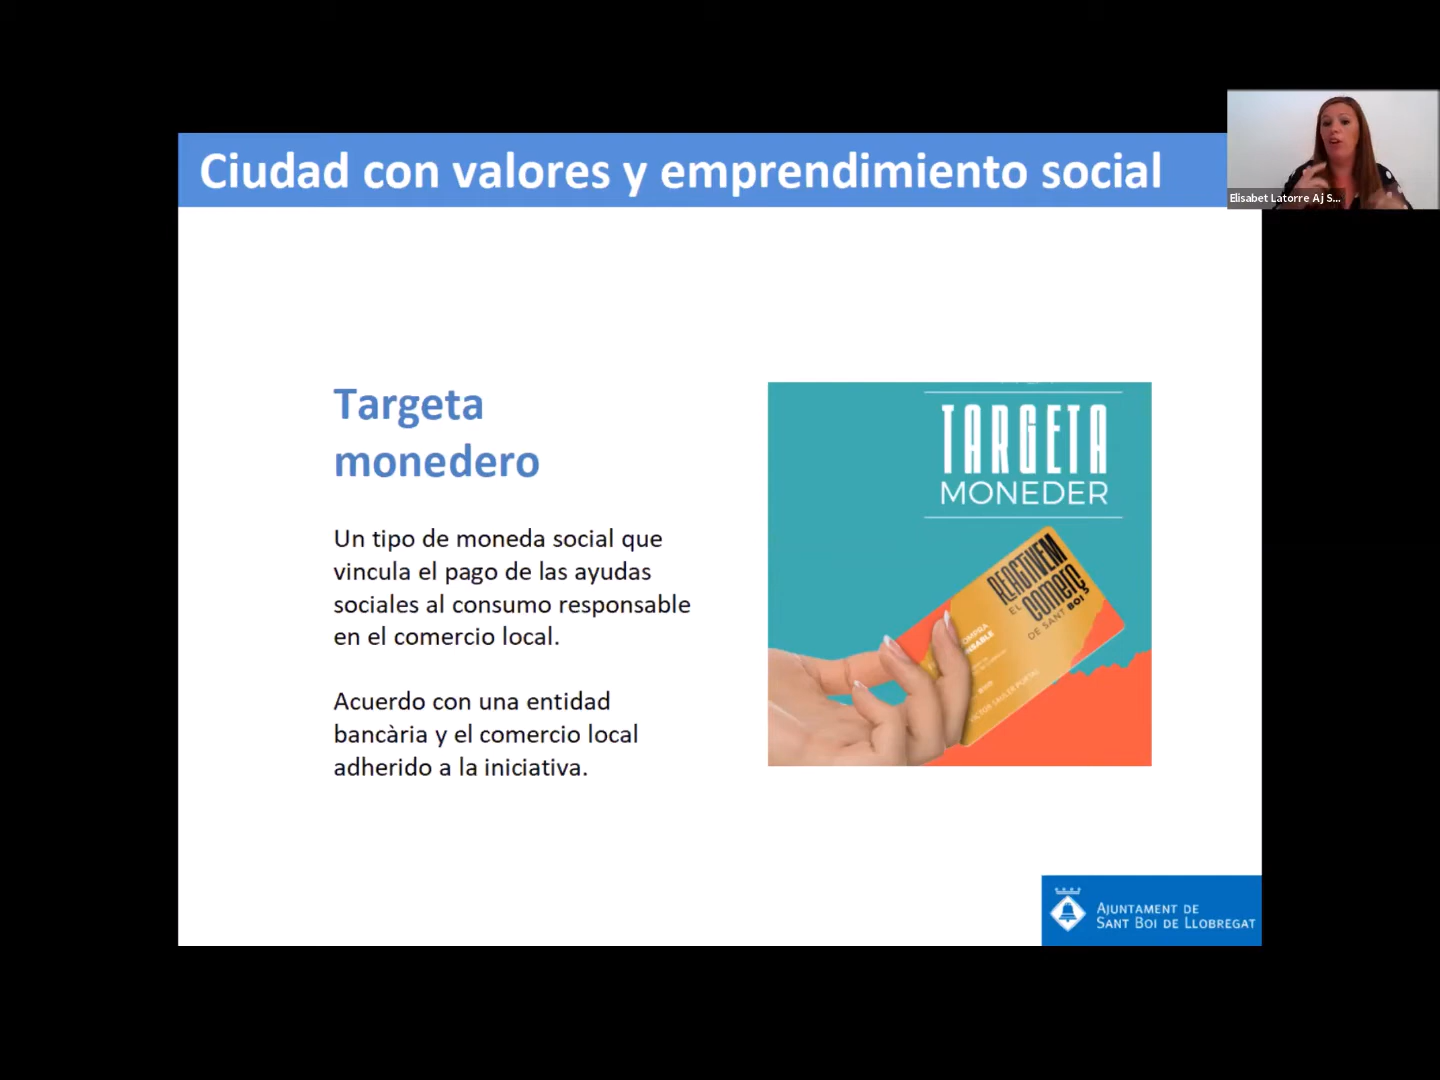 Ciudad con valores y emprendimiento social
Elisabet Latorre Aj S...
Targeta
monedero
Un tipo de moneda social que
vincula el pago de las ayudas
sociales al consumo responsable
en el comercio local.
Acuerdo con una entidad
bancària y el comercio local
adherido a la iniciativa.
TARGETA
MONEDER
REACTIVEM
EL COMERÇ
DE SANT BOI
AJUNTAMENT DE
SANT BOI DE LLOBREGAT